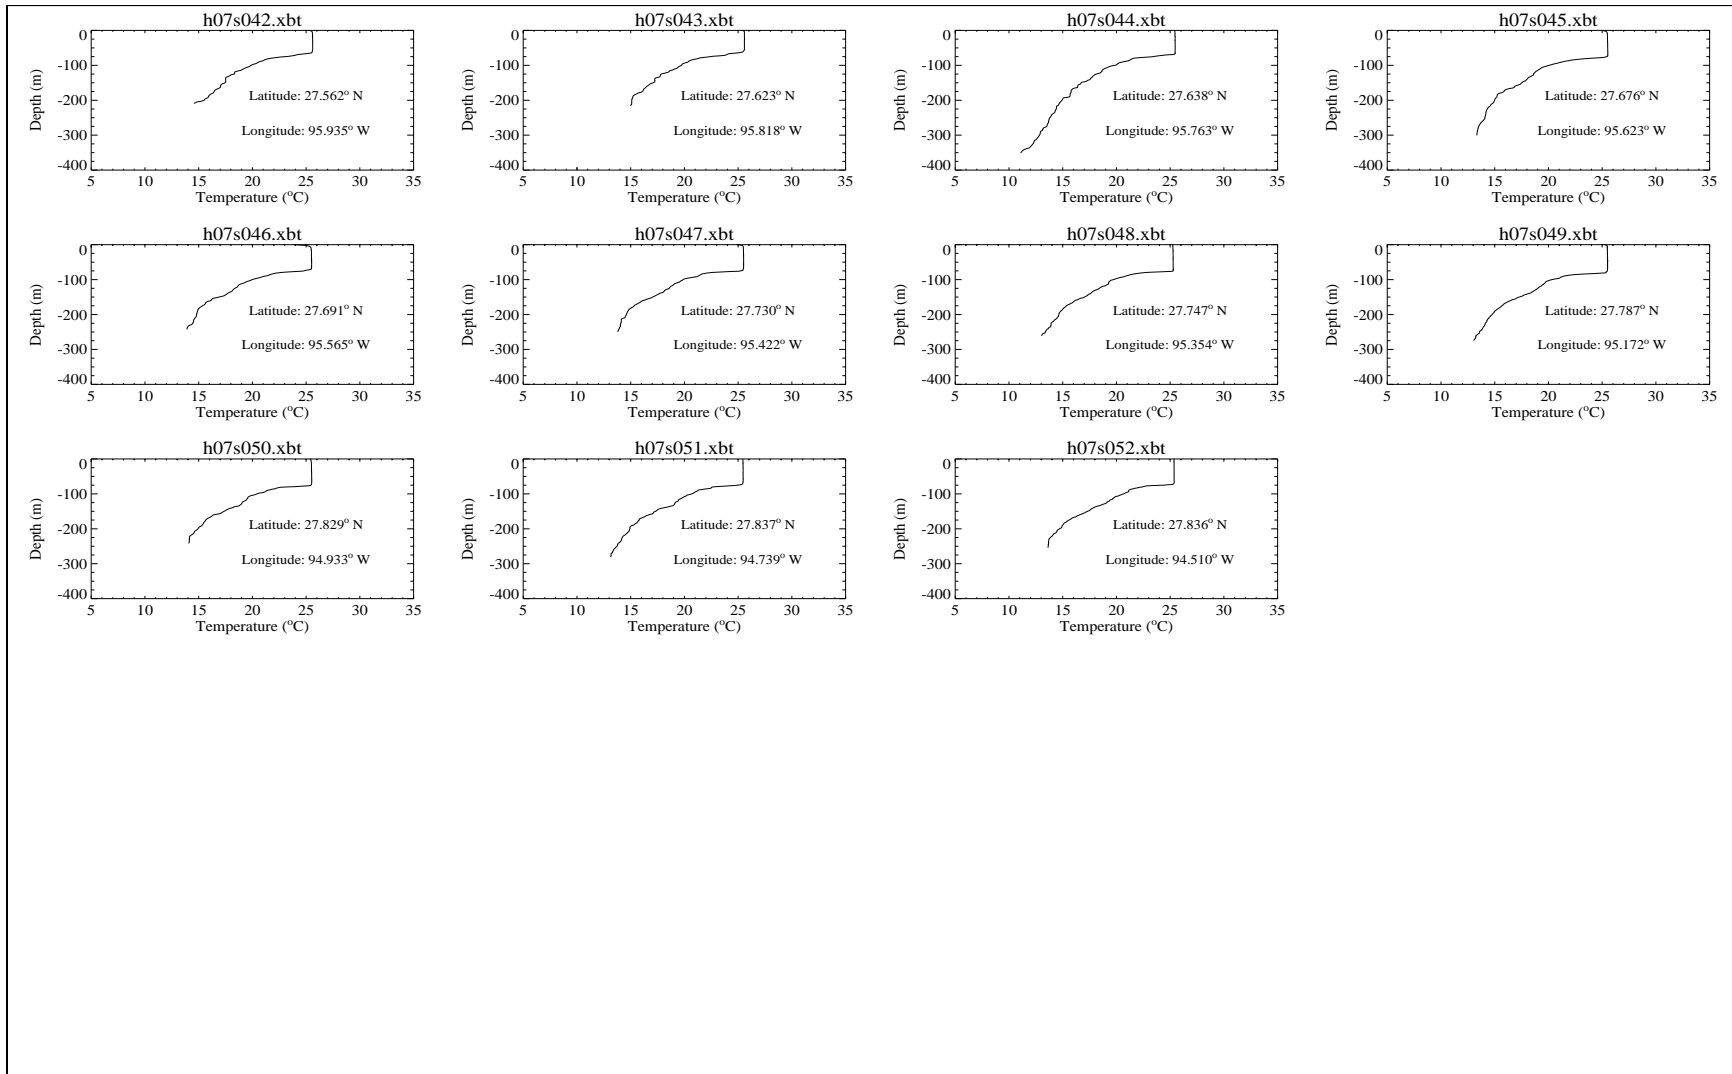 h07s042.xbt
0
-100
-200
-300
-400
Depth (m)
Latitude: 27.562° N
Longitude: 95.935° W
5 10 15 20 25 30 35
Temperature (°C)
h07s043.xbt
0
-100
-200
-300
-400
Depth (m)
Latitude: 27.623° N
Longitude: 95.818° W
5 10 15 20 25 30 35
Temperature (°C)
h07s044.xbt
0
-100
-200
-300
-400
Depth (m)
Latitude: 27.638° N
Longitude: 95.763° W
5 10 15 20 25 30 35
Temperature (°C)
h07s045.xbt
0
-100
-200
-300
-400
Depth (m)
Latitude: 27.676° N
Longitude: 95.623° W
5 10 15 20 25 30 35
Temperature (°C)
h07s046.xbt
0
-100
-200
-300
-400
Depth (m)
Latitude: 27.691° N
Longitude: 95.565° W
5 10 15 20 25 30 35
Temperature (°C)
h07s047.xbt
0
-100
-200
-300
-400
Depth (m)
Latitude: 27.730° N
Longitude: 95.422° W
5 10 15 20 25 30 35
Temperature (°C)
h07s048.xbt
0
-100
-200
-300
-400
Depth (m)
Latitude: 27.747° N
Longitude: 95.354° W
5 10 15 20 25 30 35
Temperature (°C)
h07s049.xbt
0
-100
-200
-300
-400
Depth (m)
Latitude: 27.787° N
Longitude: 95.172° W
5 10 15 20 25 30 35
Temperature (°C)
h07s050.xbt
0
-100
-200
-300
-400
Depth (m)
Latitude: 27.829° N
Longitude: 94.933° W
5 10 15 20 25 30 35
Temperature (°C)
h07s051.xbt
0
-100
-200
-300
-400
Depth (m)
Latitude: 27.837° N
Longitude: 94.739° W
5 10 15 20 25 30 35
Temperature (°C)
h07s052.xbt
0
-100
-200
-300
-400
Depth (m)
Latitude: 27.836° N
Longitude: 94.510° W
5 10 15 20 25 30 35
Temperature (°C)